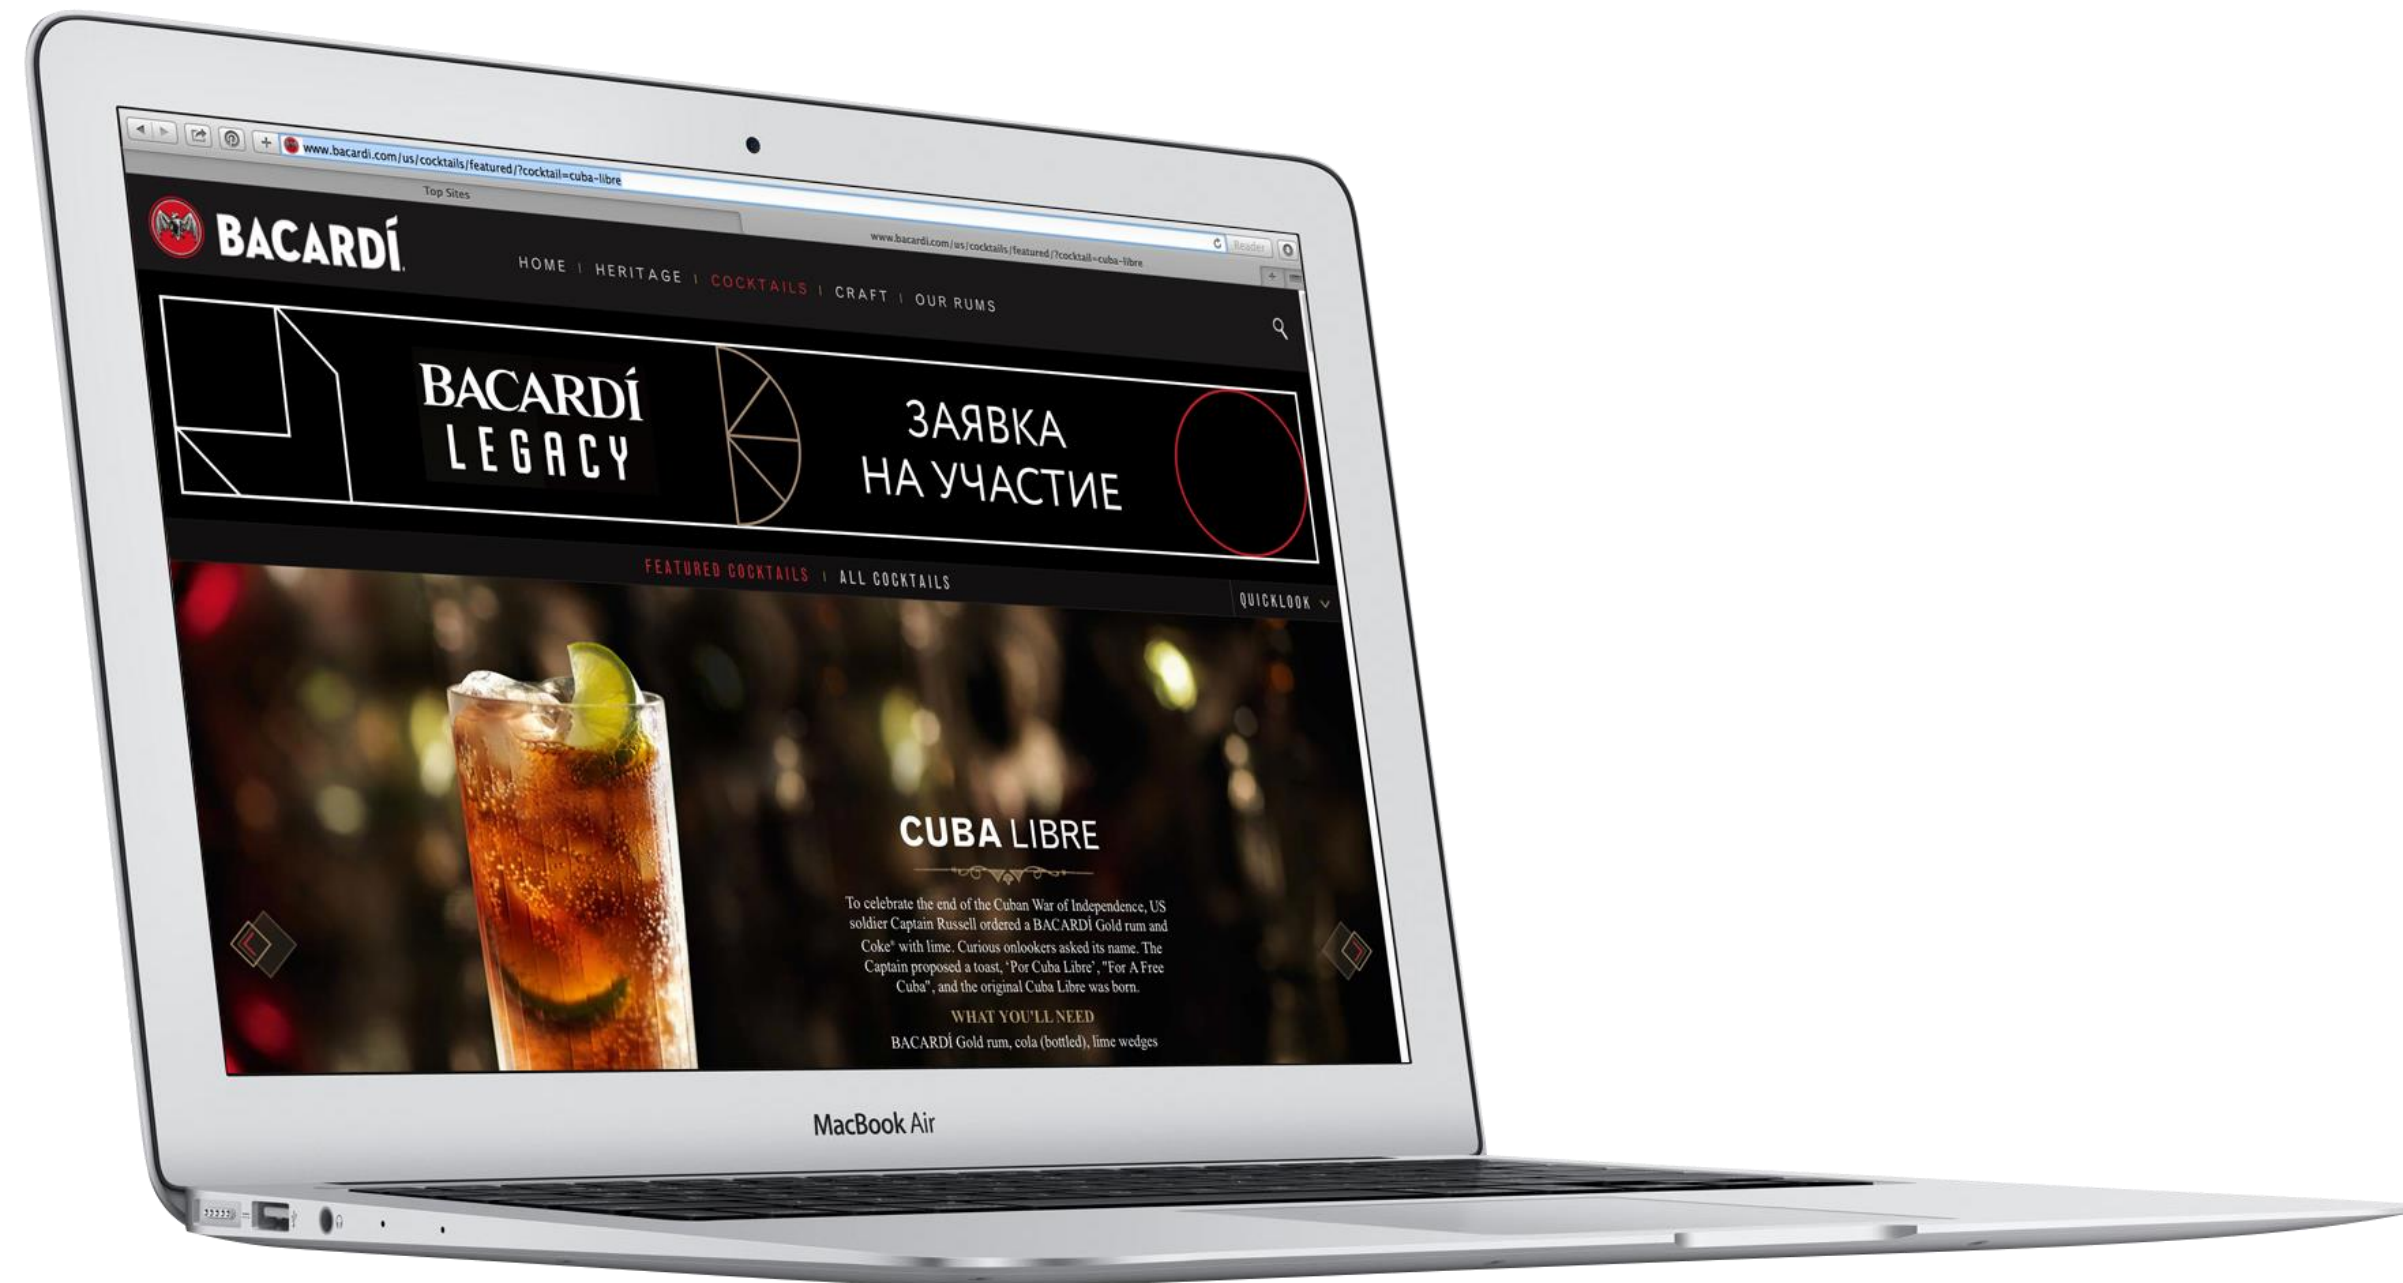 www.bacardi.com/us/cocktails/featured/?cocktail=cuba-libre
Reader
Top Sites
www.bacardi.com/us/cocktails/featured/?cocktail=cuba-libre
BACARDÍ
HOME | HERITAGE | COCKTAILS | CRAFT | OUR RUMS
BACARDÍ
LEGACY
ЗАЯВКА
НА УЧАСТИЕ
FEATURED COCKTAILS | ALL COCKTAILS
QUICKLOOK
CUBA LIBRE
To celebrate the end of the Cuban War of Independence, US
soldier Captain Russell ordered a BACARDÍ Gold rum and
Coke® with lime. Curious onlookers asked its name. The
Captain proposed a toast, 'Por Cuba Libre', "For A Free
Cuba", and the original Cuba Libre was born.
WHAT YOU'LL NEED
BACARDÍ Gold rum, cola (bottled), lime wedges
MacBook Air